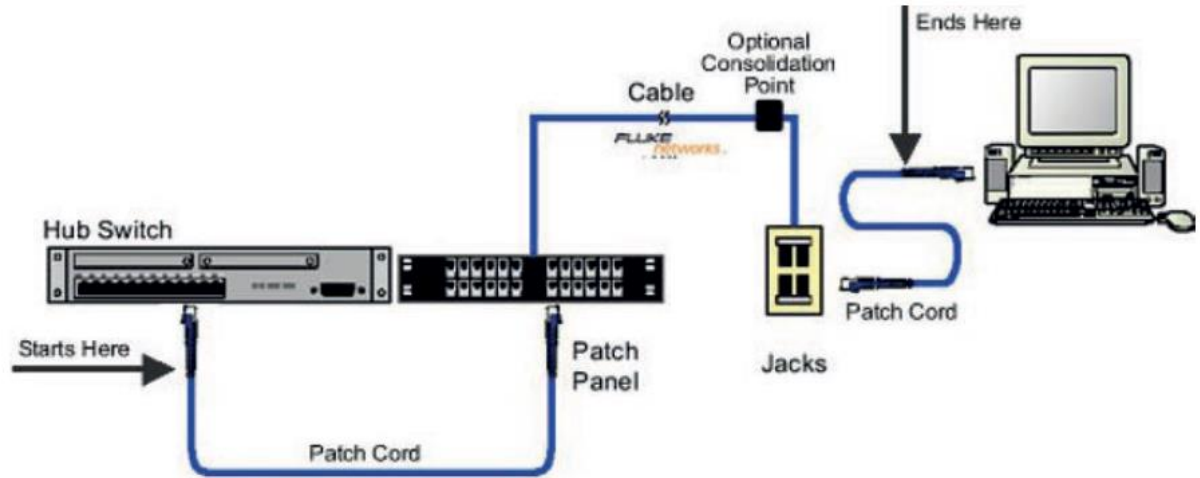 Ends Here
Optional
Consolidation
Point
Cable
FLUKE
networks.
Hub Switch
Starts Here
Patch
Panel
Patch Cord
Jacks
Patch Cord